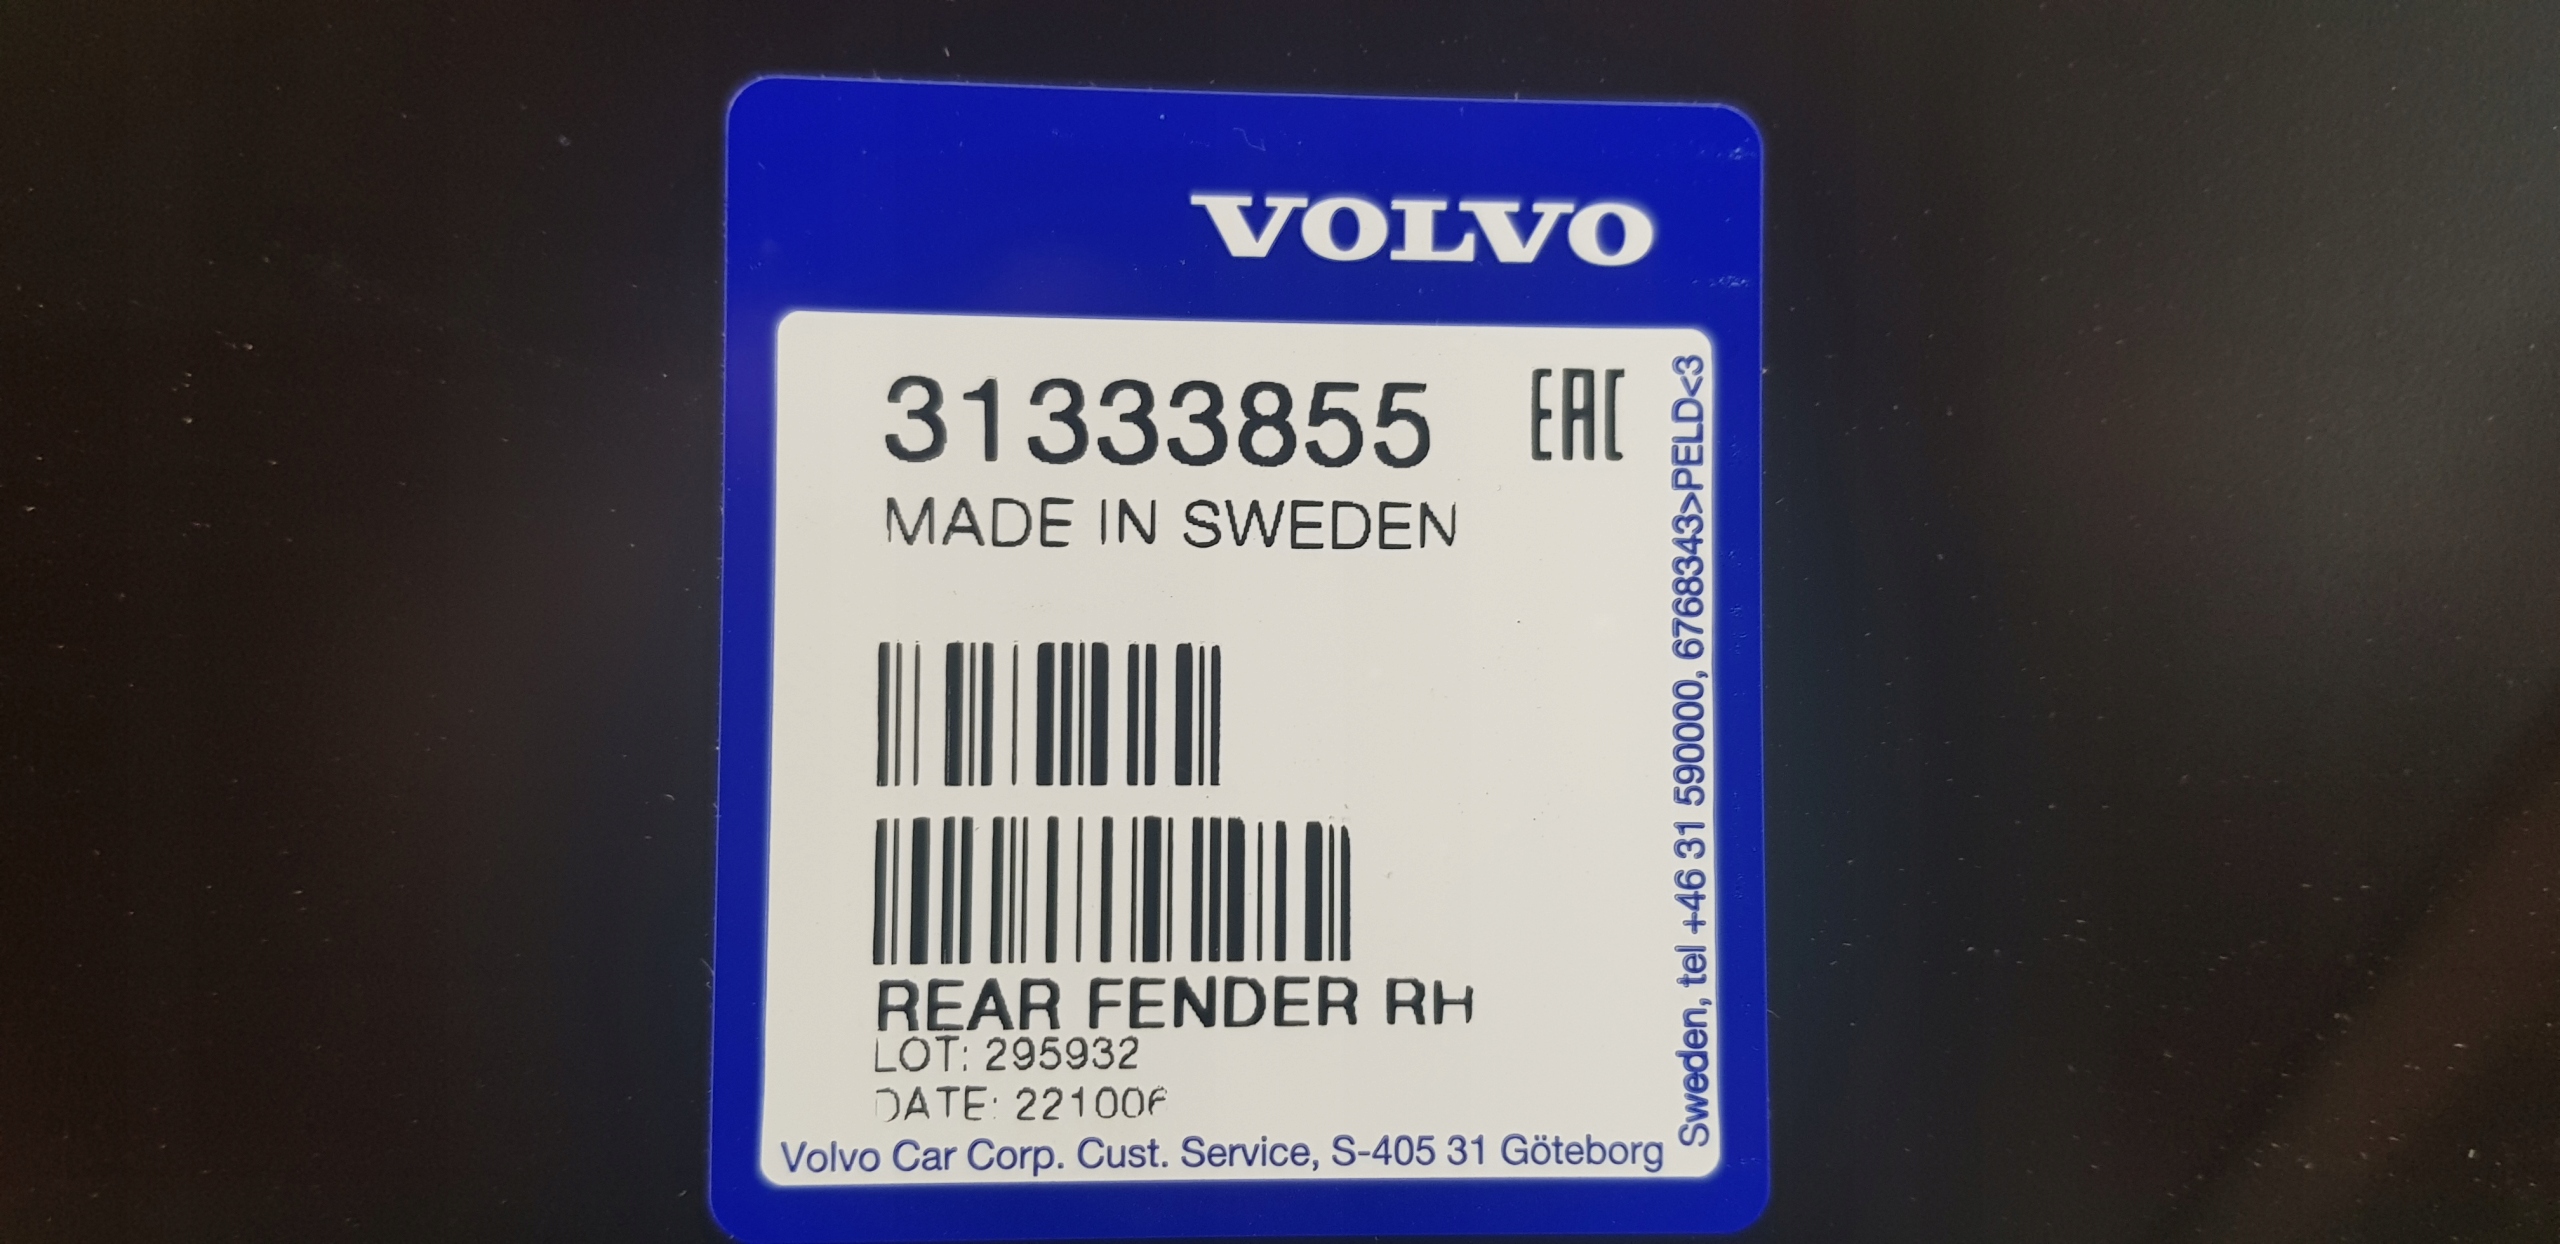 VOLVO
31333855
EAC
MADE IN SWEDEN
REAR FENDER RH
LOT: 295932
DATE: 221006
Volvo Car Corp. Cust. Service, S-405 31 Göteborg
Sweden, tel +46 31 590000, 6768343>PELD<3